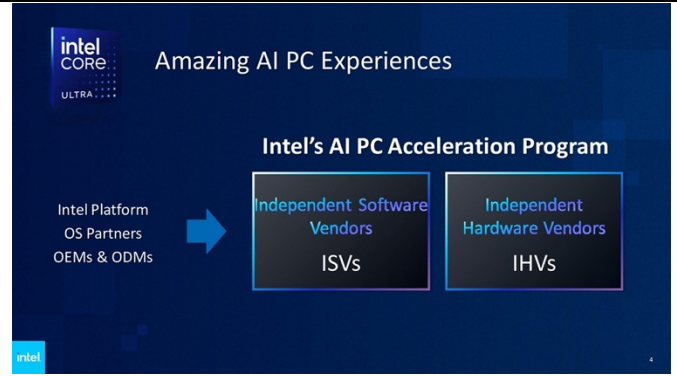 intel
CORE
ULTRA
Amazing AI PC Experiences
Intel’s AI PC Acceleration Program
Intel Platform
OS Partners
OEMs & ODMs
Independent Software
Vendors
ISVs
Independent
Hardware Vendors
IHVs
intel
4